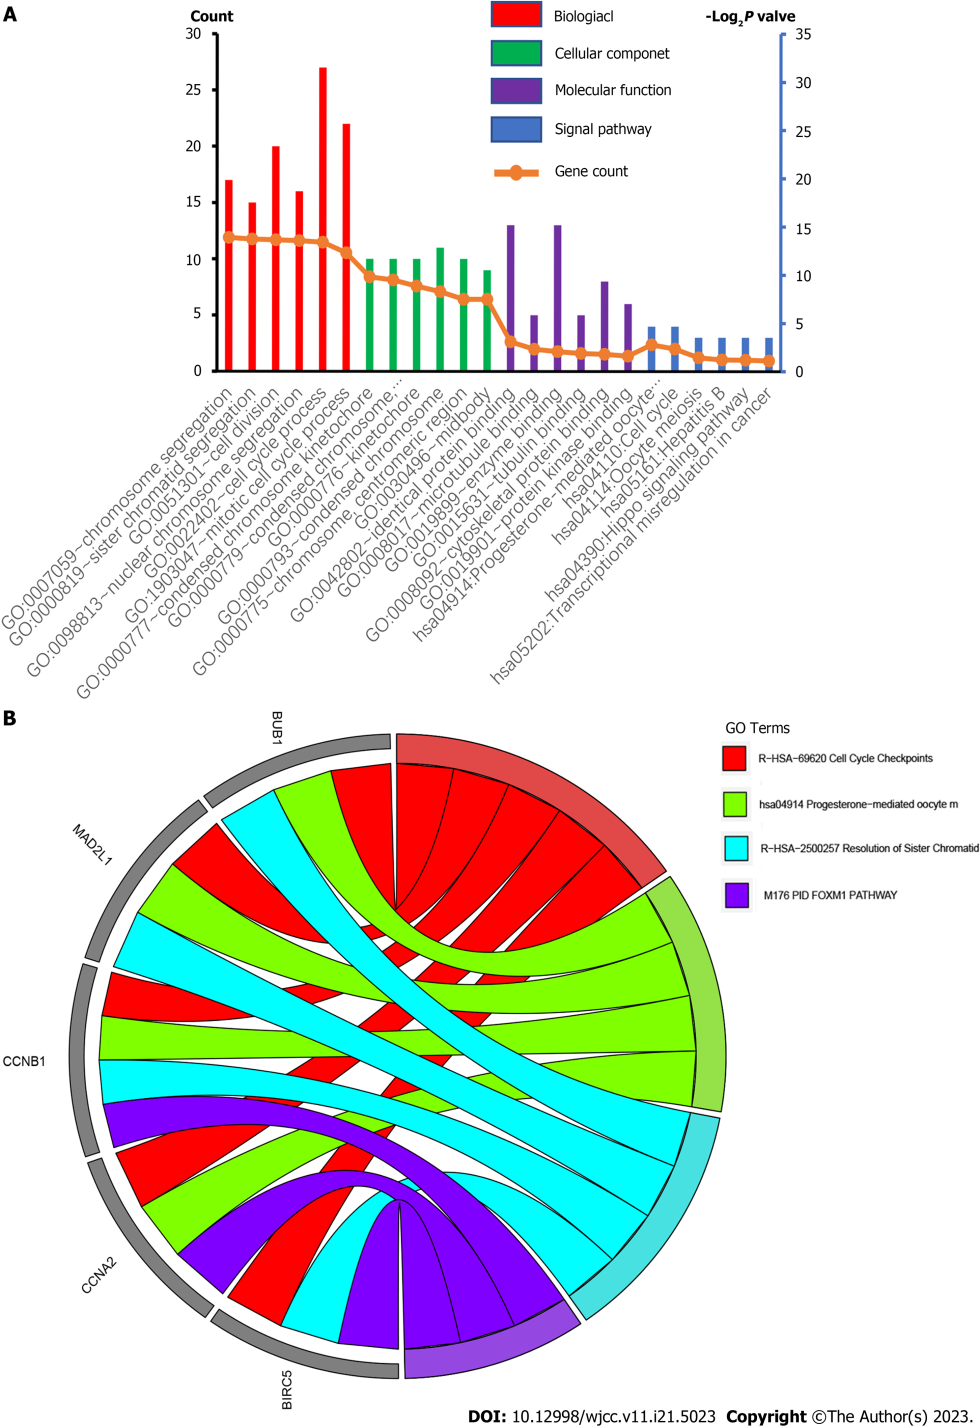 A
Count
-Log2P valve
Biologiacl
Cellular componet
Molecular function
Signal pathway
Gene count
30
25
20
15
10
5
0
35
30
25
20
15
10
5
0
GO:0007059~chromosome segregation
GO:0000819~sister chromatid segregation
GO:0051301~cell division
GO:0098813~nuclear chromosome segregation
GO:0022402~cell cycle process
GO:1903047~mitotic cell cycle process
GO:0000777~condensed chromosome kinetochore
GO:0000779~condensed chromosome,...
GO:0000776~kinetochore
GO:0000793~condensed chromosome
GO:0000775~chromosome, centromeric region
GO:0030496~midbody
GO:0042802~identical protein binding
GO:0008017~microtubule binding
GO:0019899~enzyme binding
GO:0015631~tubulin binding
GO:0008092~cytoskeletal protein binding
GO:0019901~protein kinase binding
hsa04914:Progesterone-mediated oocyte...
hsa04110:Cell cycle
hsa04114:Oocyte meiosis
hsa05161:Hepatitis B
hsa04390:Hippo signaling pathway
hsa05202:Transcriptional misregulation in cancer
B
GO Terms
R-HSA-69620 Cell Cycle Checkpoints
hsa04914 Progesterone-mediated oocyte m
R-HSA-2500257 Resolution of Sister Chromatid
M176 PID FOXM1 PATHWAY
BUB1
MAD2L1
CCNB1
CCNA2
BIRC5
DOI: 10.12998/wjcc.v11.i21.5023 Copyright ©The Author(s) 2023.